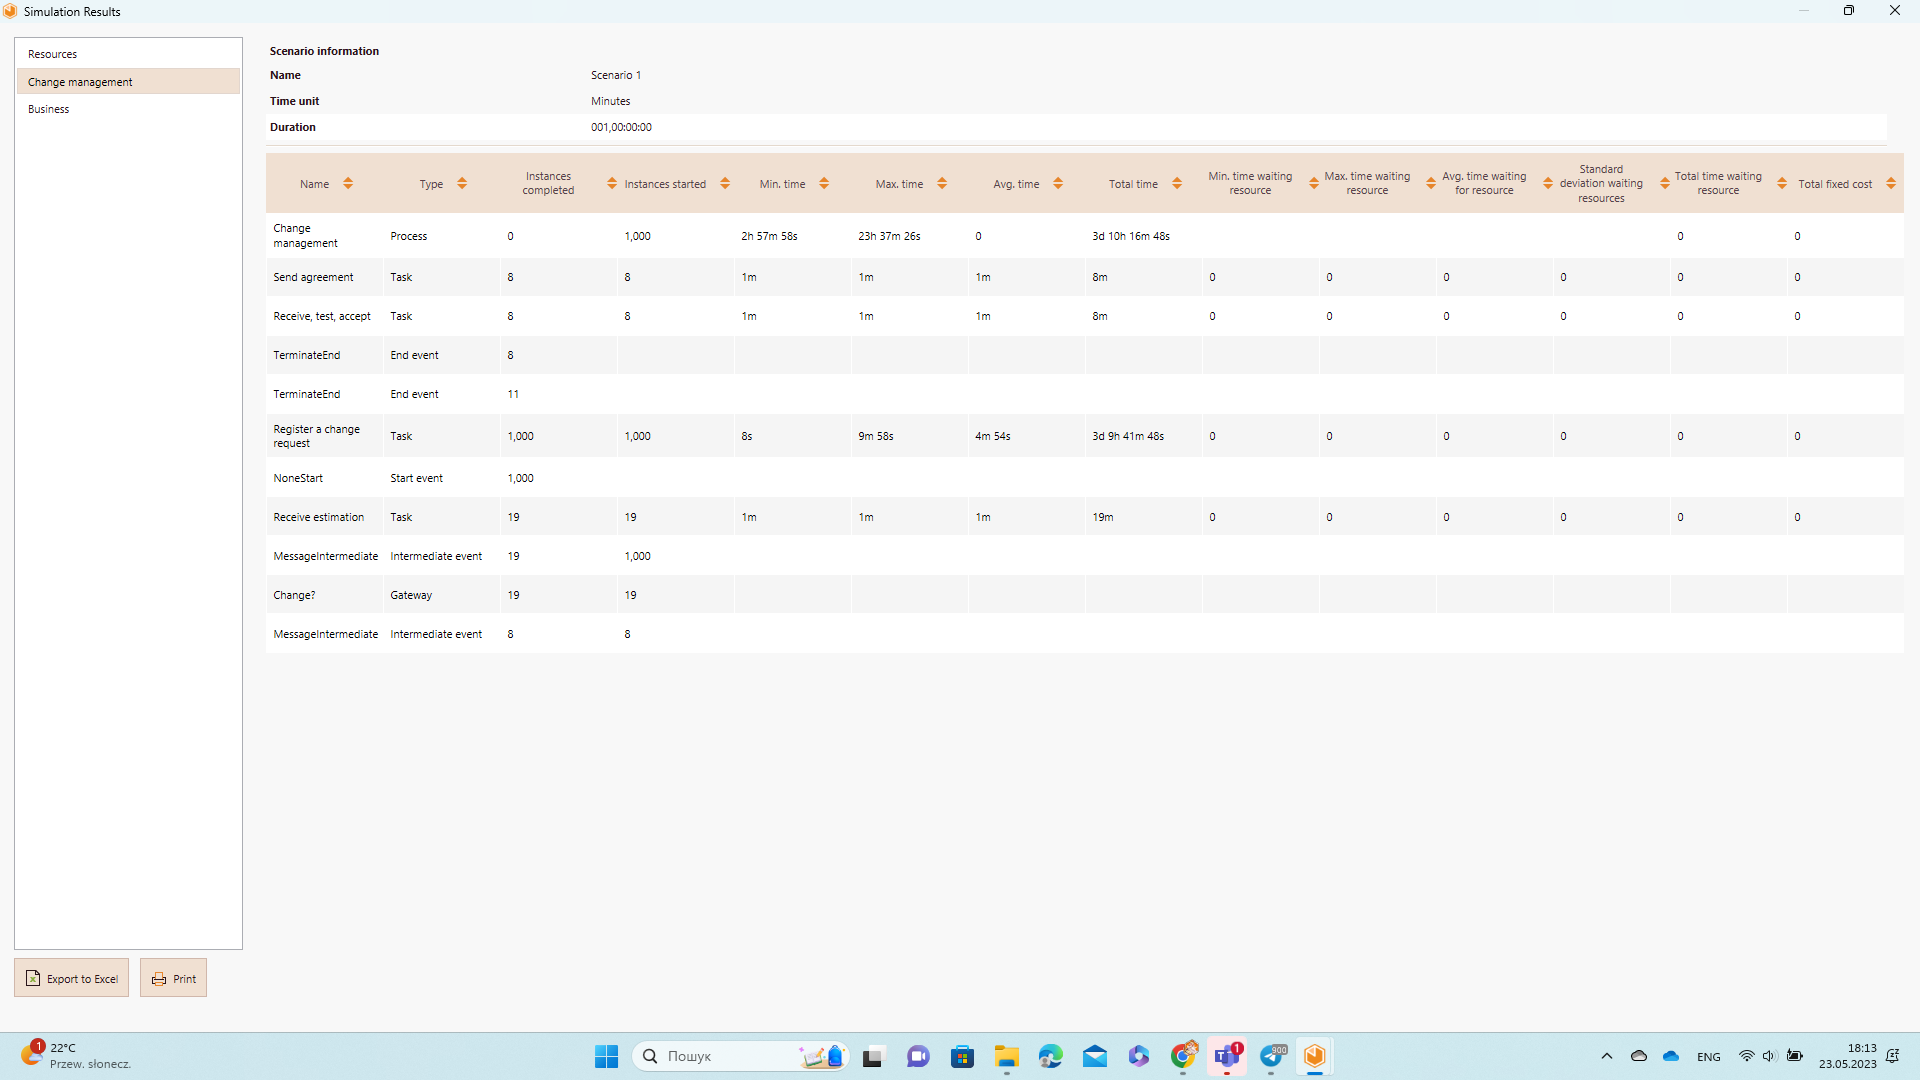 Simulation Results
Resources
Change management
Business
Scenario information
Name Scenario 1
Time unit Minutes
Duration 001,00:00:00
Name Type Instances completed Instances started Min. time Max. time Avg. time Total time Min. time waiting resource Max. time waiting resource Avg. time waiting for resource Standard deviation waiting resources Total time waiting resource Total fixed cost
Change management Process 0 1,000 2h 57m 58s 23h 37m 26s 0 3d 10h 16m 48s 0 0
Send agreement Task 8 8 1m 1m 1m 8m 0 0 0 0 0 0
Receive, test, accept Task 8 8 1m 1m 1m 8m 0 0 0 0 0 0
TerminateEnd End event 8
TerminateEnd End event 11
Register a change request Task 1,000 1,000 8s 9m 58s 4m 54s 3d 9h 41m 48s 0 0 0 0 0 0
NoneStart Start event 1,000
Receive estimation Task 19 19 1m 1m 1m 19m 0 0 0 0 0 0
MessageIntermediate Intermediate event 19 1,000
Change? Gateway 19 19
MessageIntermediate Intermediate event 8 8
Export to Excel
Print
1
22°C
Przew. słonecz.
Пошук
1
900
ENG
18:13
23.05.2023